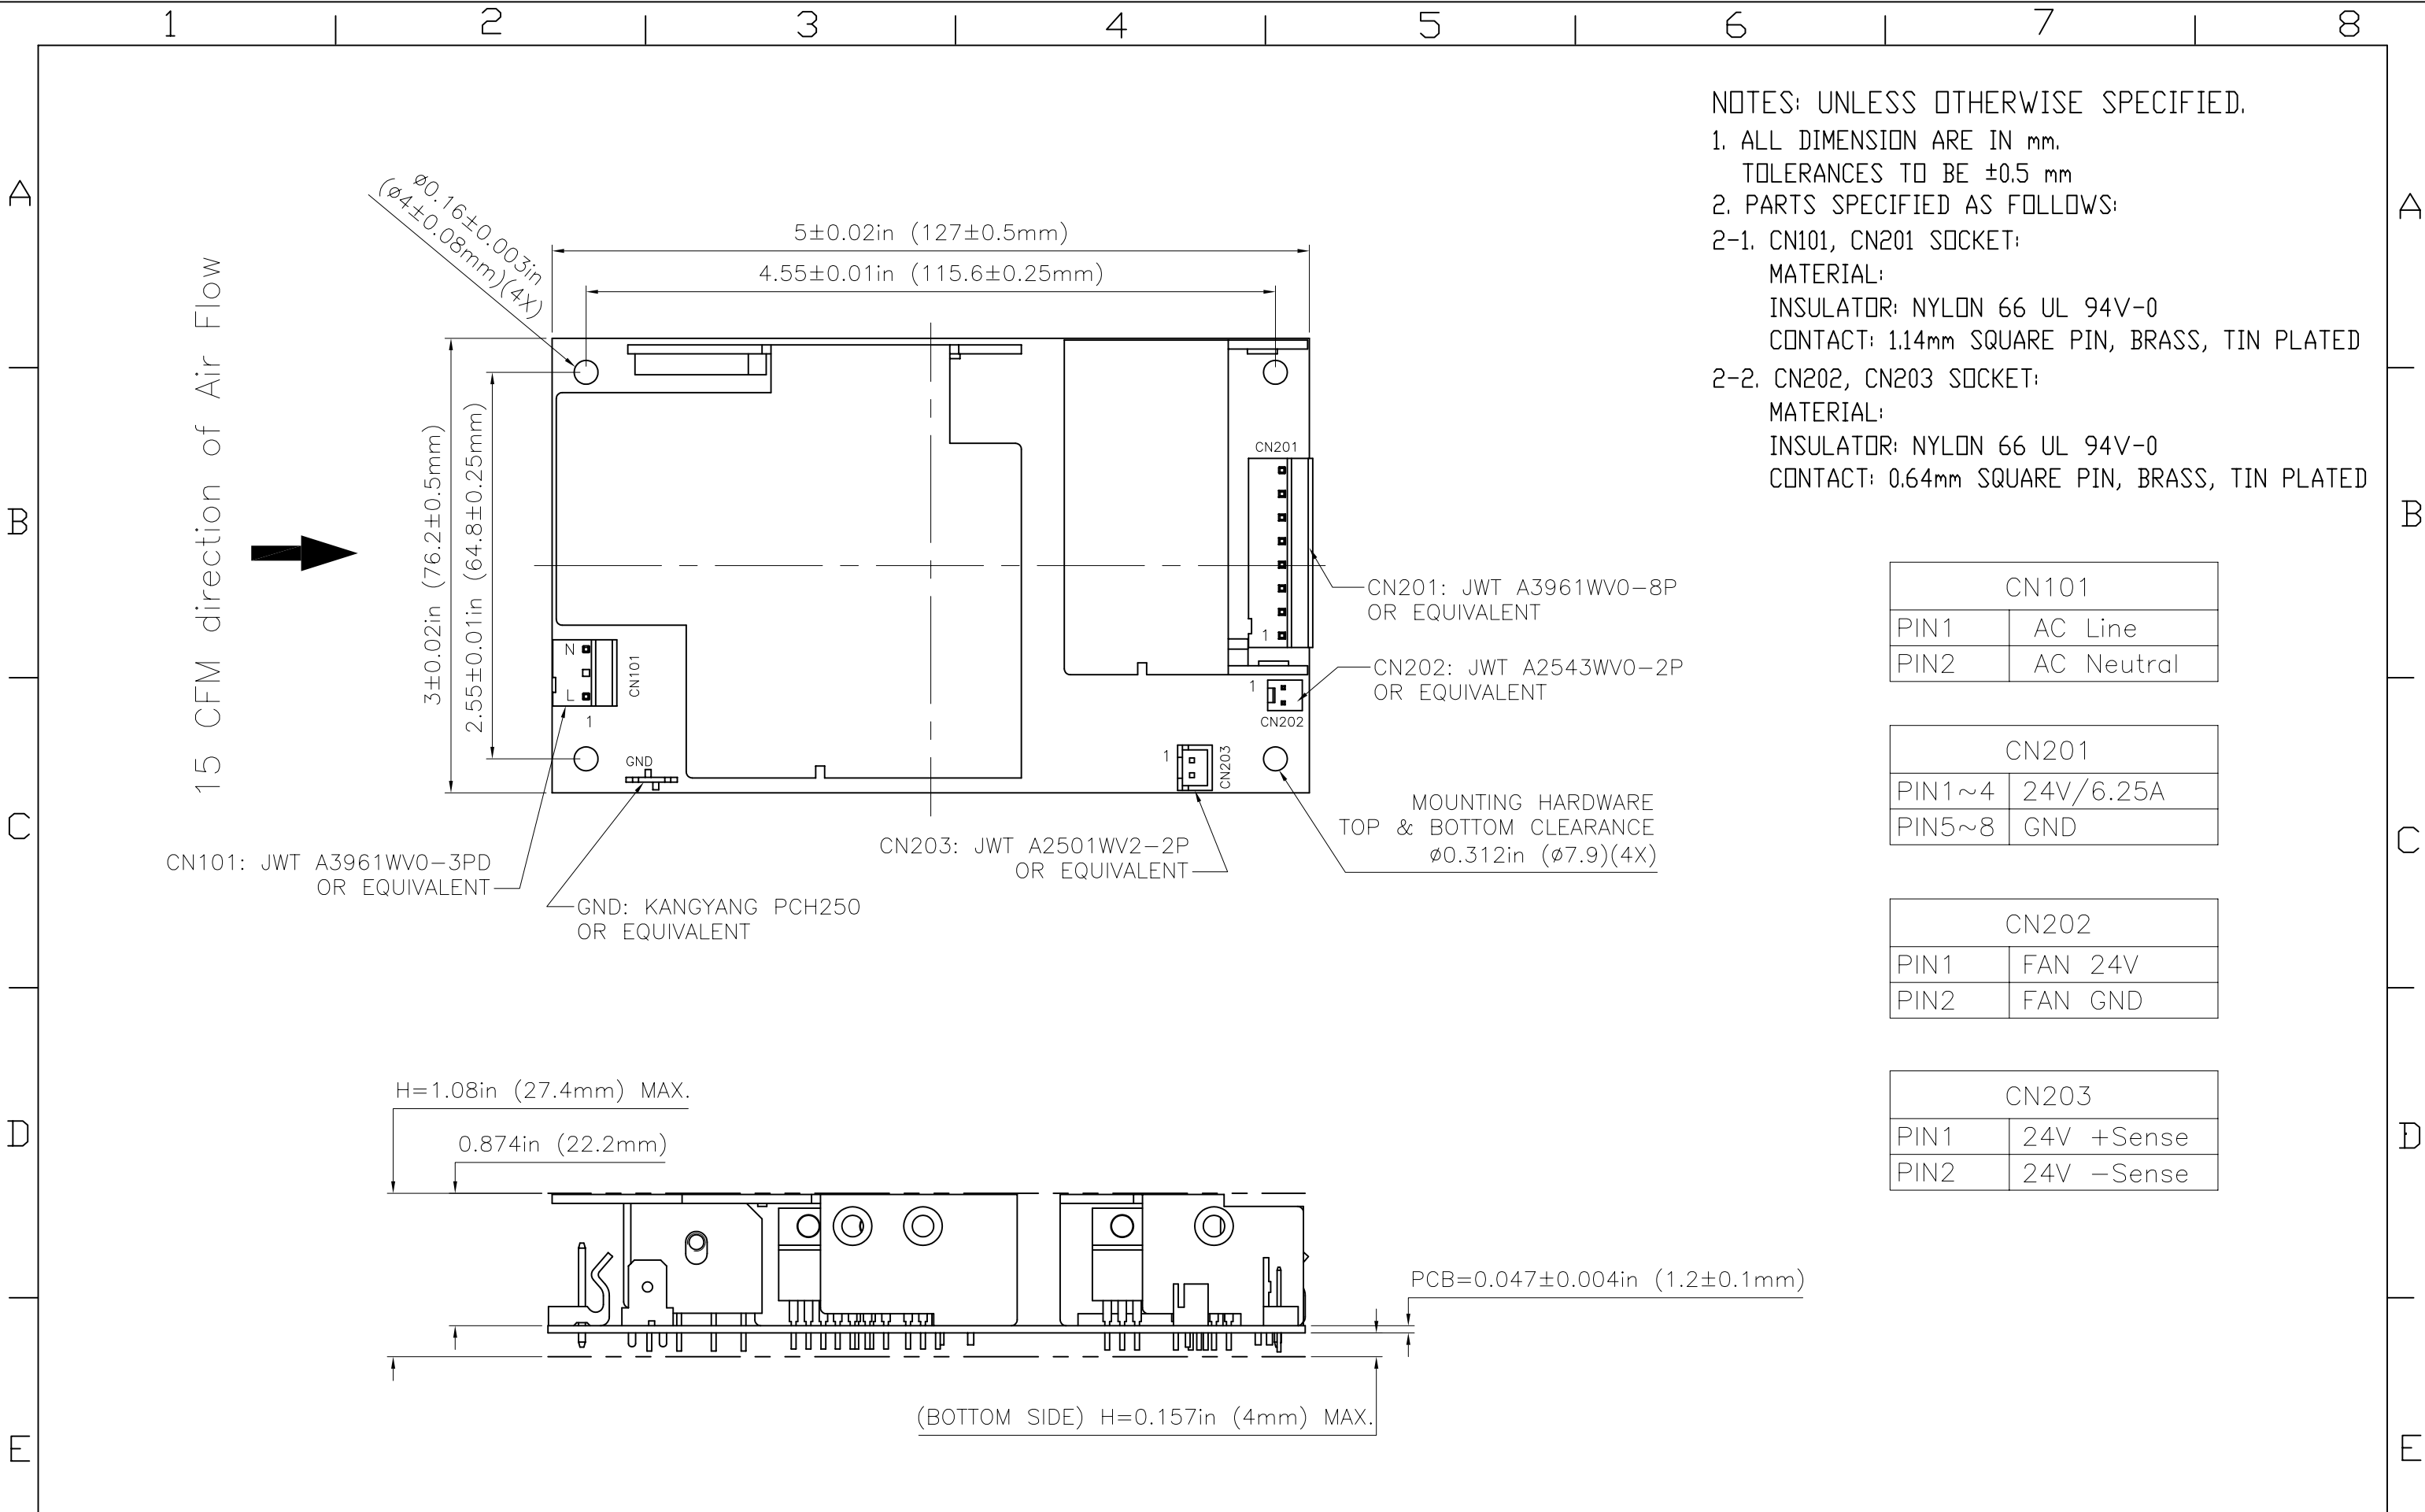 1 2 3 4 5 6 7 8
NOTES: UNLESS OTHERWISE SPECIFIED.
1. ALL DIMENSION ARE IN mm.
TOLERANCES TO BE ±0.5 mm
2. PARTS SPECIFIED AS FOLLOWS:
2-1. CN101, CN201 SOCKET:
MATERIAL:
INSULATOR: NYLON 66 UL 94V-0
CONTACT: 1.14mm SQUARE PIN, BRASS, TIN PLATED
2-2. CN202, CN203 SOCKET:
MATERIAL:
INSULATOR: NYLON 66 UL 94V-0
CONTACT: 0.64mm SQUARE PIN, BRASS, TIN PLATED
A A
B B
C C
D D
E E
15 CFM direction of Air Flow
ø0.16±0.003in
(ø4±0.08mm)(4X)
5±0.02in (127±0.5mm)
4.55±0.01in (115.6±0.25mm)
3±0.02in (76.2±0.5mm)
2.55±0.01in (64.8±0.25mm)
CN201
1
N
L
CN101
1
GND
1
CN202
1
CN203
CN201: JWT A3961WV0-8P
OR EQUIVALENT
CN202: JWT A2543WV0-2P
OR EQUIVALENT
MOUNTING HARDWARE
TOP & BOTTOM CLEARANCE
ø0.312in (ø7.9)(4X)
CN203: JWT A2501WV2-2P
OR EQUIVALENT
CN101: JWT A3961WV0-3PD
OR EQUIVALENT
GND: KANGYANG PCH250
OR EQUIVALENT
CN101
PIN1 AC Line
PIN2 AC Neutral
CN201
PIN1~4 24V/6.25A
PIN5~8 GND
CN202
PIN1 FAN 24V
PIN2 FAN GND
CN203
PIN1 24V +Sense
PIN2 24V -Sense
H=1.08in (27.4mm) MAX.
0.874in (22.2mm)
PCB=0.047±0.004in (1.2±0.1mm)
(BOTTOM SIDE) H=0.157in (4mm) MAX.